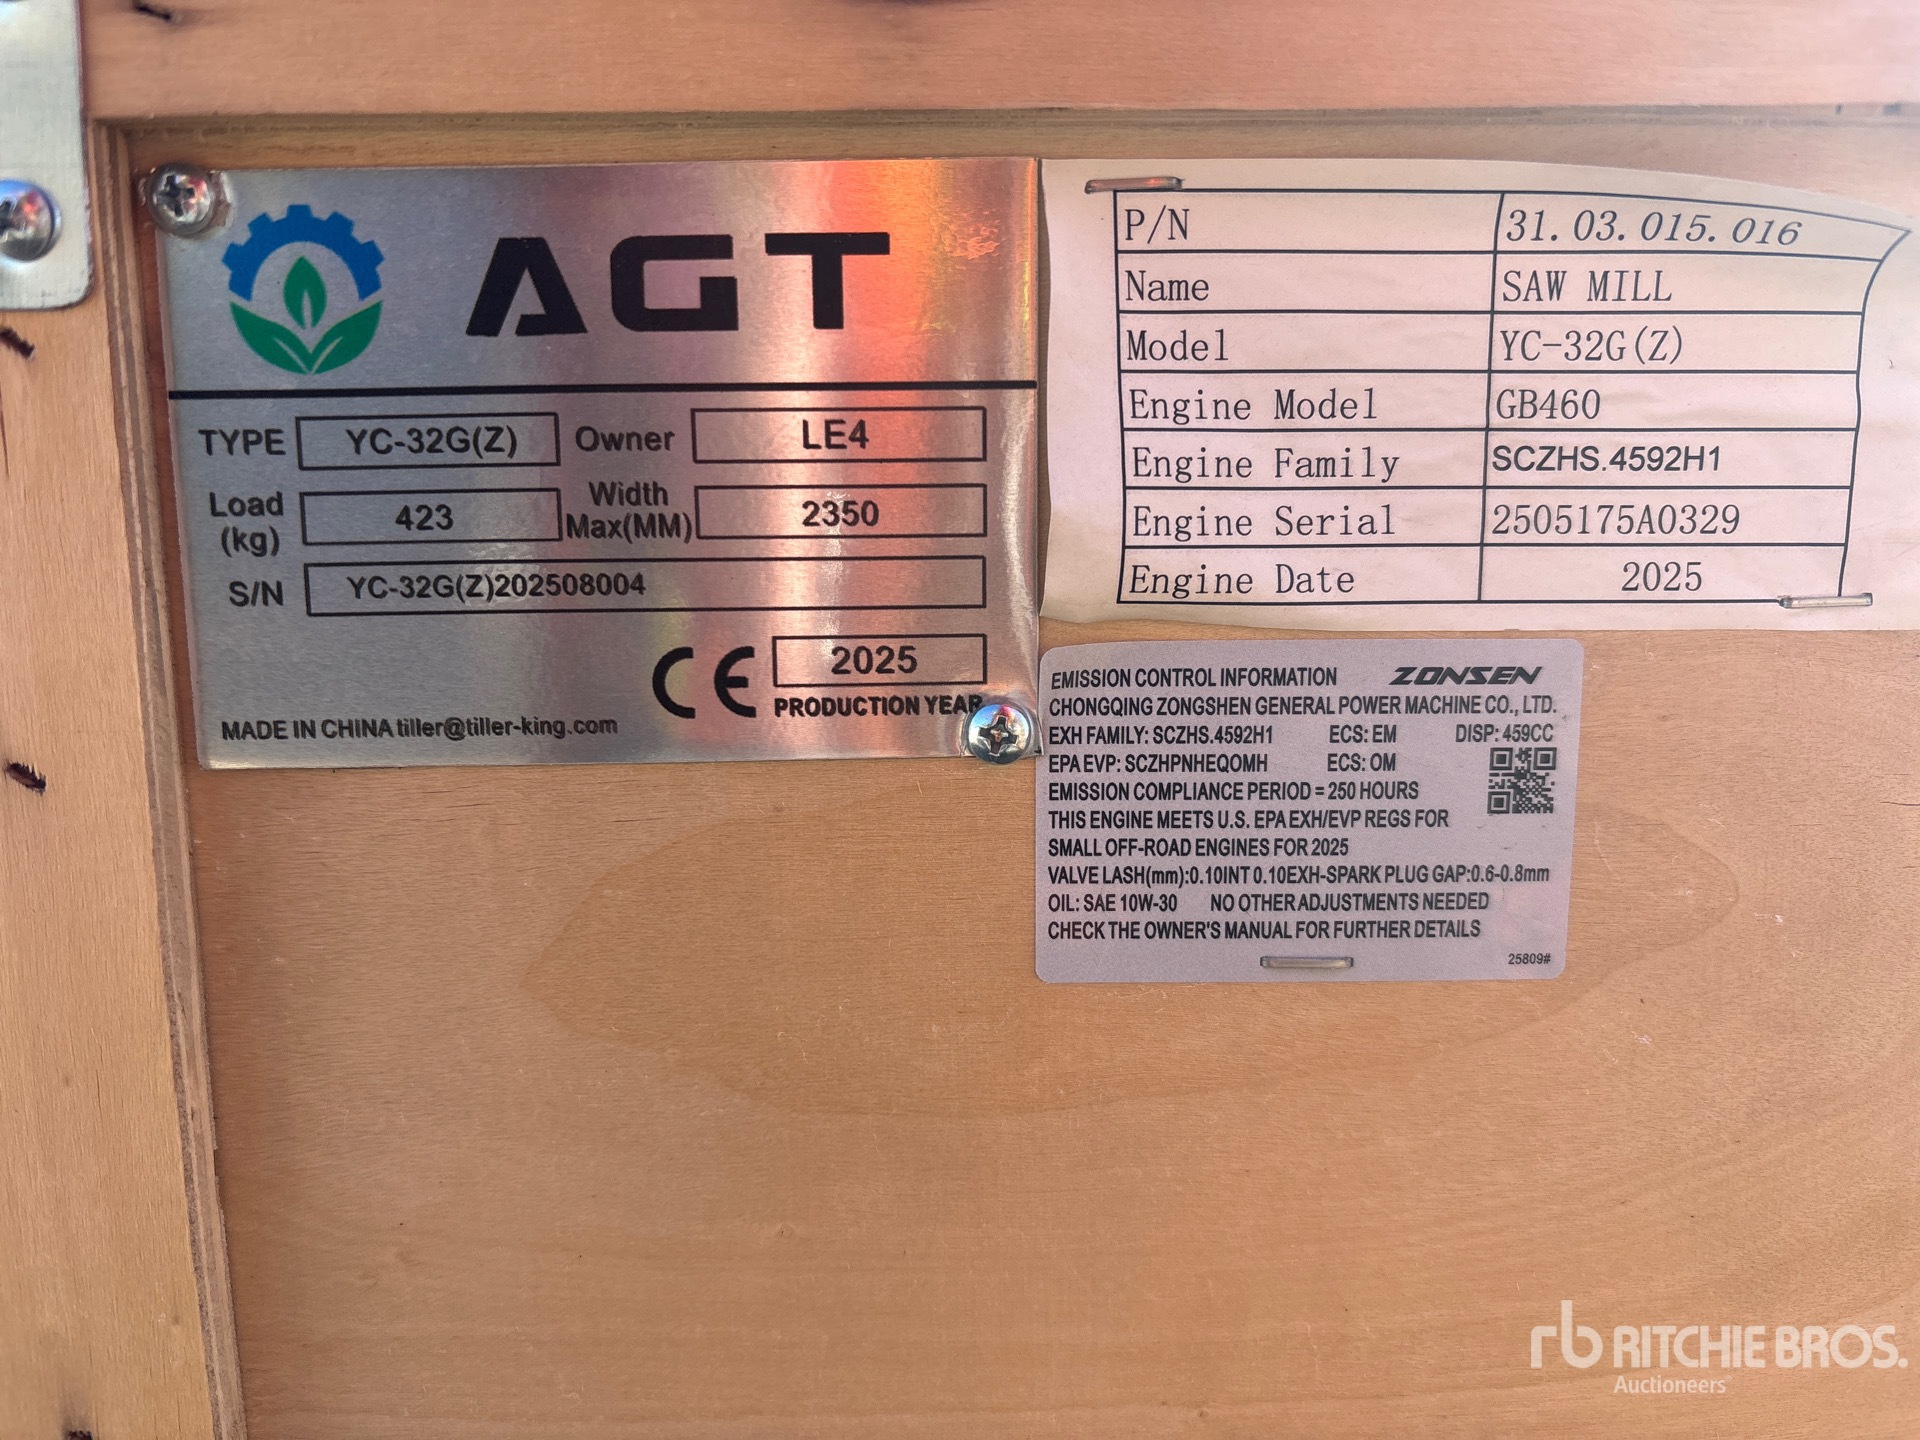 AGT
TYPE YC-32G(Z) Owner LE4
Load (kg) 423 Width Max(MM) 2350
S/N YC-32G(Z)202508004
CE 2025
PRODUCTION YEAR
MADE IN CHINA tiller@tiller-king.com
P/N 31.03.015.016
Name SAW MILL
Model YC-32G(Z)
Engine Model GB460
Engine Family SCZHS.4592H1
Engine Serial 2505175A0329
Engine Date 2025
EMISSION CONTROL INFORMATION ZONSEN
CHONGQING ZONGSHEN GENERAL POWER MACHINE CO., LTD.
EXH FAMILY: SCZHS.4592H1 ECS: EM DISP: 459CC
EPA EVP: SCZHPNHEQOMH ECS: OM
EMISSION COMPLIANCE PERIOD = 250 HOURS
THIS ENGINE MEETS U.S. EPA EXH/EVP REGS FOR
SMALL OFF-ROAD ENGINES FOR 2025
VALVE LASH(mm):0.10INT 0.10EXH-SPARK PLUG GAP:0.6-0.8mm
OIL: SAE 10W-30 NO OTHER ADJUSTMENTS NEEDED
CHECK THE OWNER'S MANUAL FOR FURTHER DETAILS
25809#
rb RITCHIE BROS.
Auctioneers